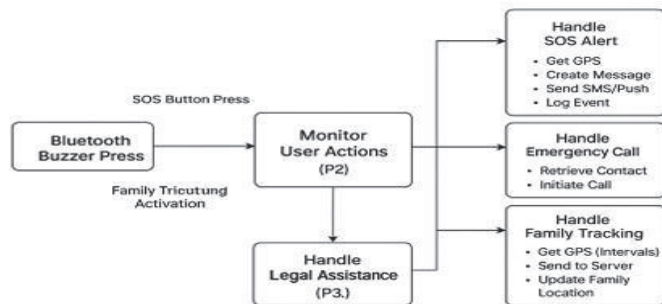 SOS Button Press
Bluetooth
Buzzer Press
Family Tricutung
Activation
Monitor
User Actions
(P2)
Handle
Legal Assistance
(P3.)
Handle
SOS Alert
• Get GPS
• Create Message
• Send SMS/Push
• Log Event
Handle
Emergency Call
• Retrieve Contact
• Initiate Call
Handle
Family Tracking
• Get GPS (Intervals)
• Send to Server
• Update Family
Location